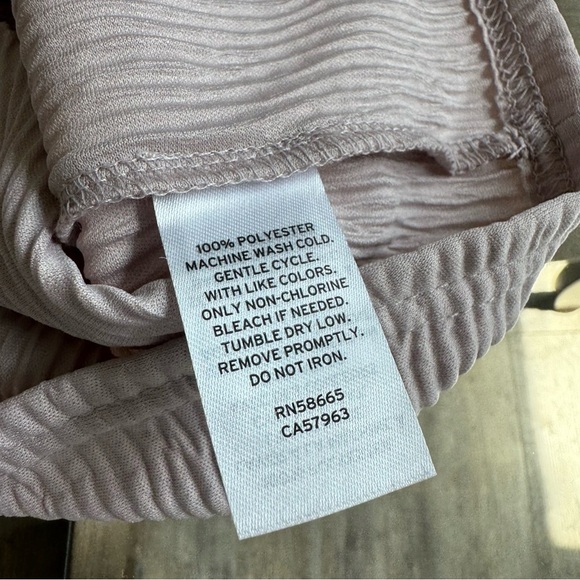 100% POLYESTER
MACHINE WASH COLD.
GENTLE CYCLE.
WITH LIKE COLORS.
ONLY NON-CHLORINE
BLEACH IF NEEDED.
TUMBLE DRY LOW.
REMOVE PROMPTLY.
DO NOT IRON.
RN58665
CA57963